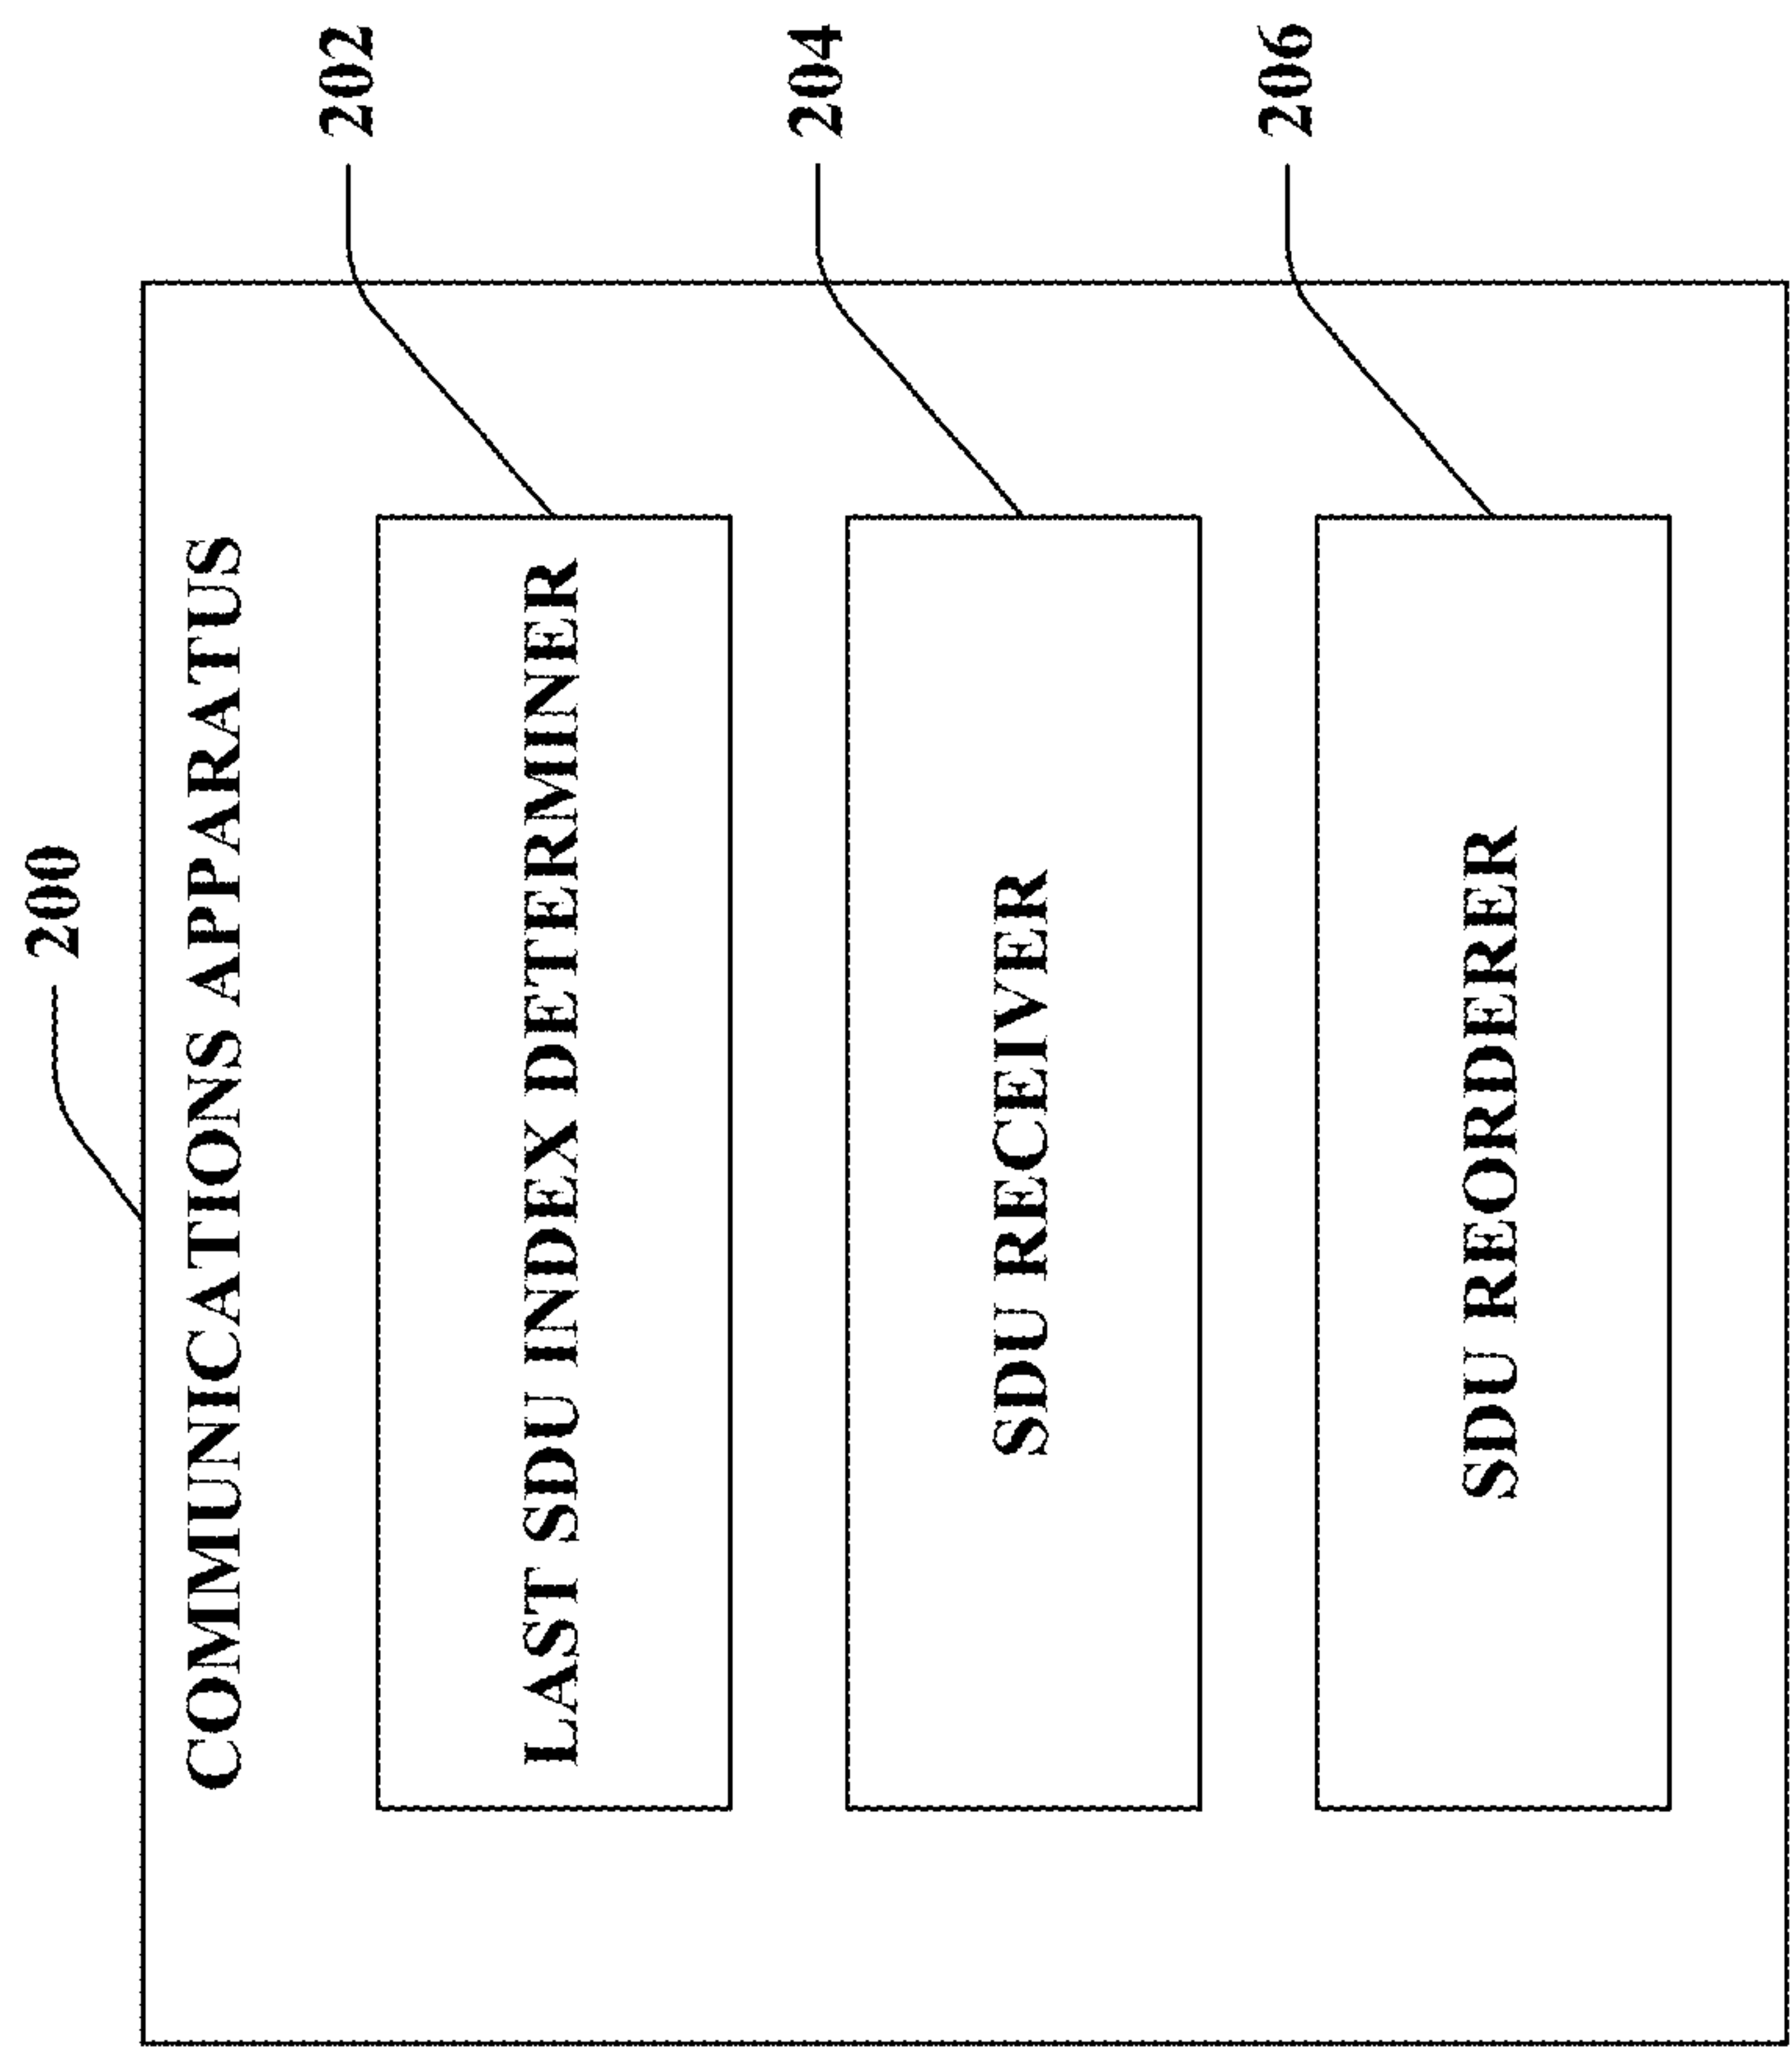 200
COMMUNICATIONS APPARATUS
202
LAST SDU INDEX DETERMINER
204
SDU RECEIVER
206
SDU REORDERER